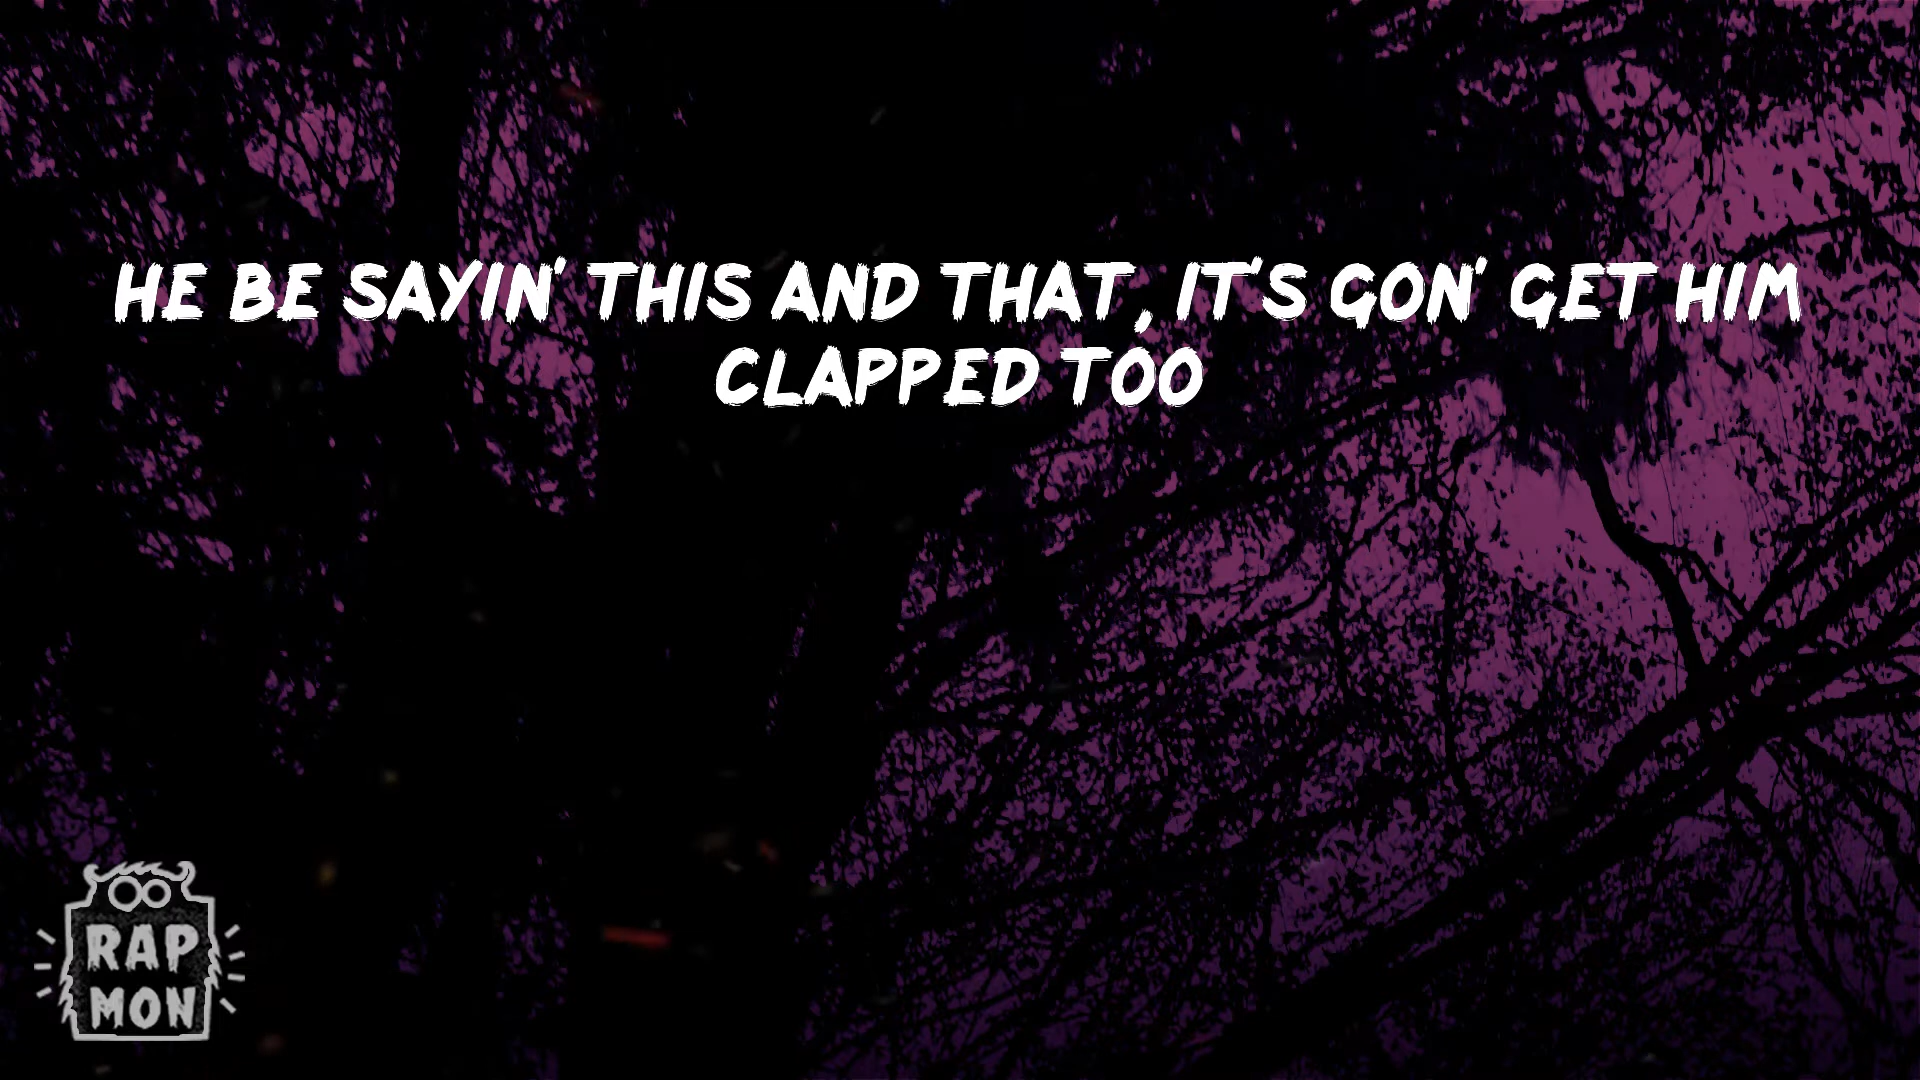 HE BE SAYIN' THIS AND THAT, IT'S GON' GET HIM
CLAPPED TOO
RAP
MON